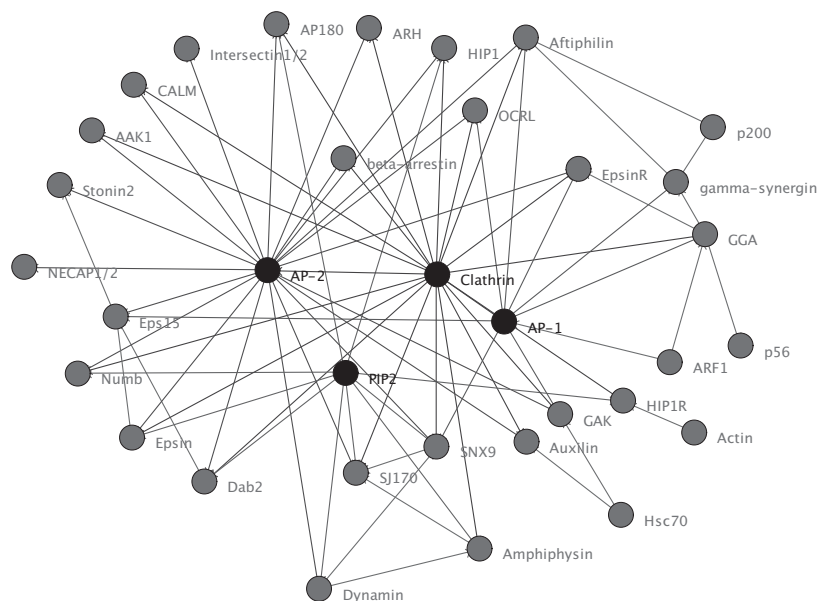 AP180
ARH
HIP1
Aftiphilin
Intersectin1/2
CALM
OCRL
p200
AAK1
beta-arrestin
EpsinR
gamma-synergin
Stonin2
GGA
NECAP1/2
AP-2
Clathrin
Eps15
AP-1
p56
ARF1
Numb
PIP2
HIP1R
GAK
Actin
Epsin
SNX9
Auxilin
Dab2
SJ170
Hsc70
Amphiphysin
Dynamin